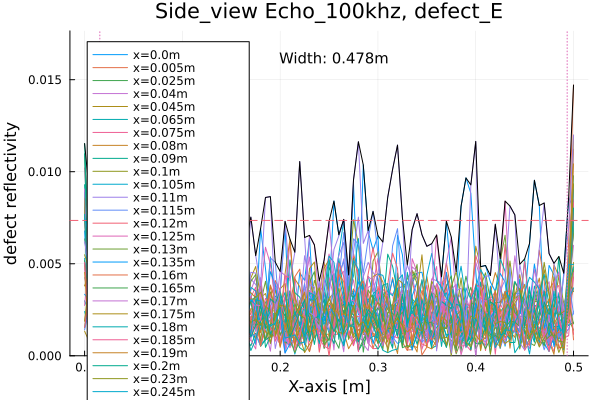 Side_view Echo_100khz, defect_E
Width: 0.478m
defect reflectivity
0.015
0.010
0.005
0.000
x=0.0m
x=0.005m
x=0.025m
x=0.04m
x=0.045m
x=0.065m
x=0.075m
x=0.08m
x=0.09m
x=0.1m
x=0.105m
x=0.11m
x=0.115m
x=0.12m
x=0.125m
x=0.13m
x=0.135m
x=0.16m
x=0.165m
x=0.17m
x=0.175m
x=0.18m
x=0.185m
x=0.19m
x=0.2m
x=0.23m
x=0.245m
0.2 0.3 0.4 0.5
X-axis [m]